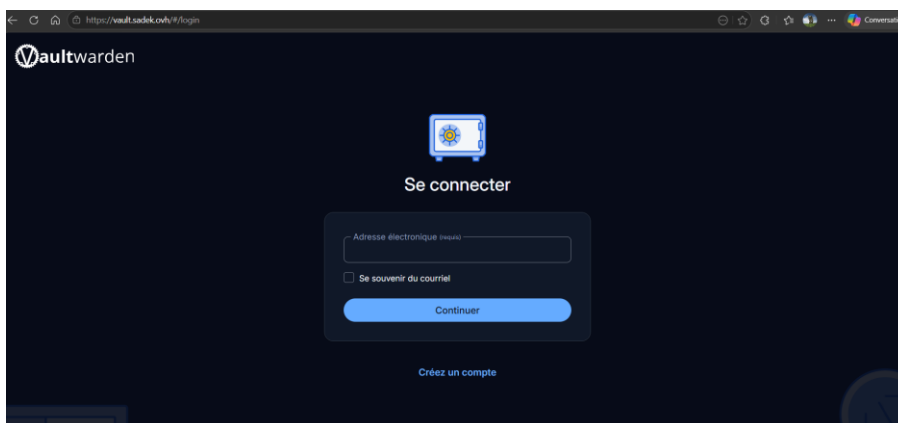 https://vault.sadek.ovh/#/login
Conversati
Vaultwarden
Se connecter
Adresse électronique (requis)
Se souvenir du courriel
Continuer
Créez un compte